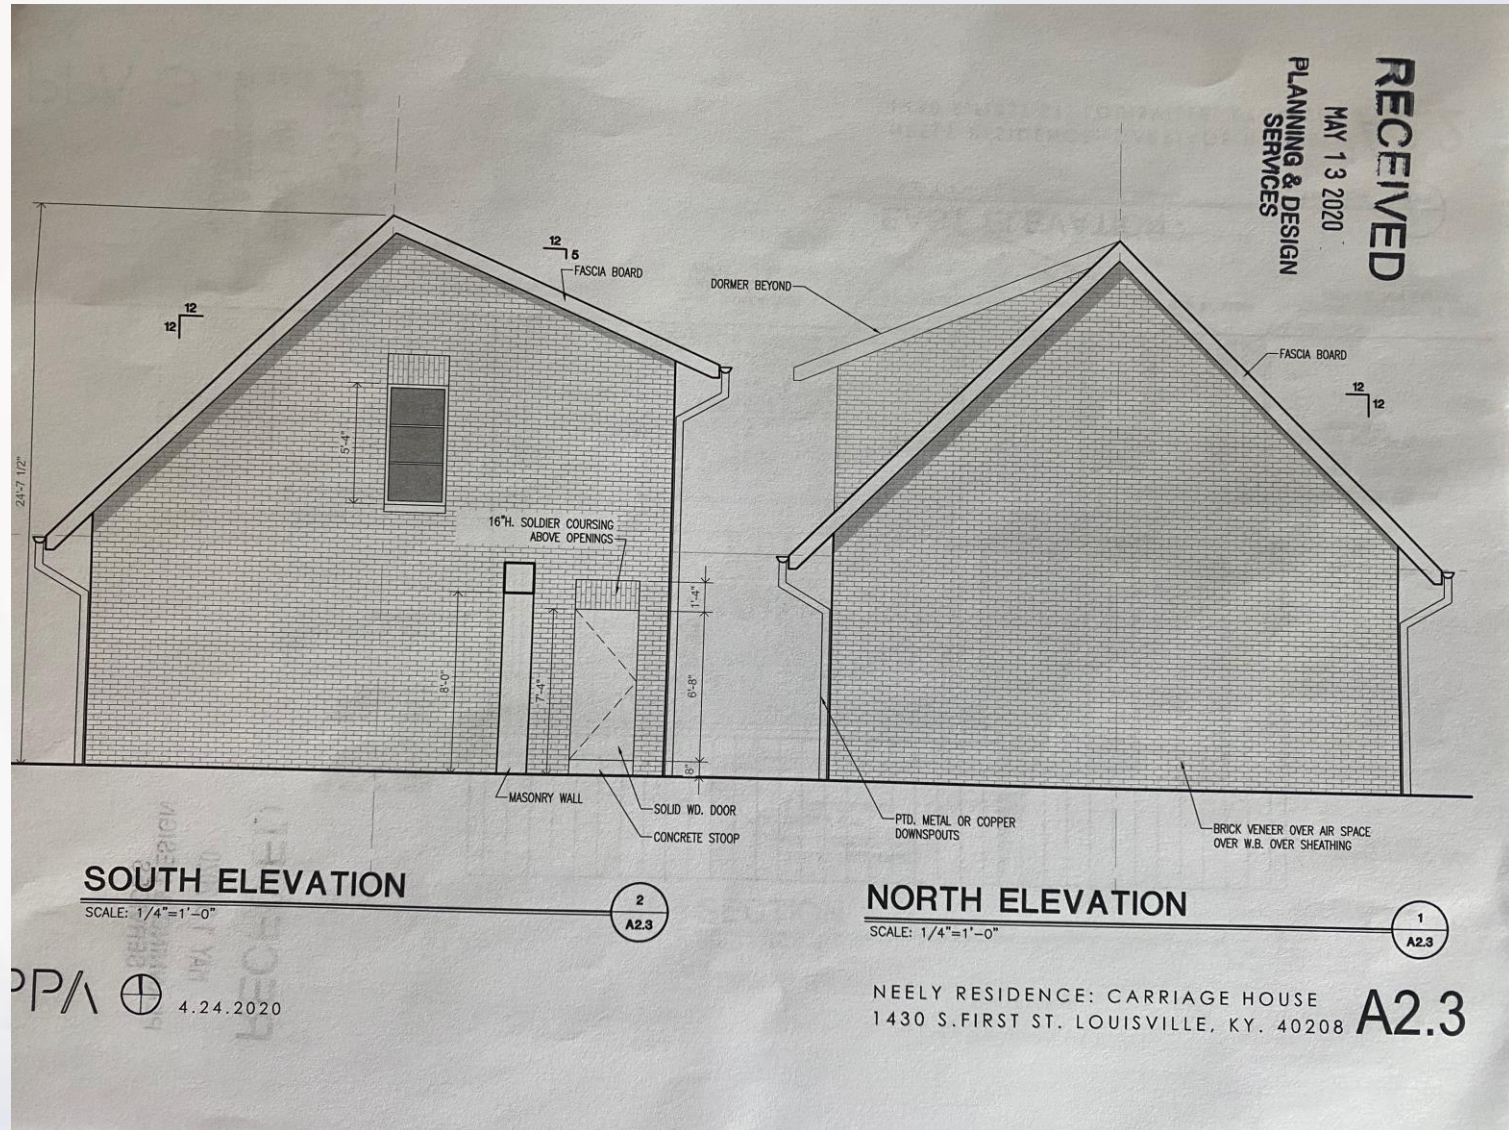 RECEIVED
MAY 13 2020
PLANNING & DESIGN
SERVICES
12
5
FASCIA BOARD
12
12
24'-7 1/2"
5'-4"
16"H. SOLDIER COURSING
ABOVE OPENINGS
1'-4"
8'-0"
7'-4"
6'-8"
8"
MASONRY WALL
SOLID WD. DOOR
CONCRETE STOOP
DORMER BEYOND
FASCIA BOARD
12
12
PTD. METAL OR COPPER
DOWNSPOUTS
BRICK VENEER OVER AIR SPACE
OVER W.B. OVER SHEATHING
SOUTH ELEVATION
SCALE: 1/4"=1'-0"
2
A2.3
NORTH ELEVATION
SCALE: 1/4"=1'-0"
1
A2.3
PPA
4.24.2020
NEELY RESIDENCE: CARRIAGE HOUSE
1430 S.FIRST ST. LOUISVILLE, KY. 40208
A2.3